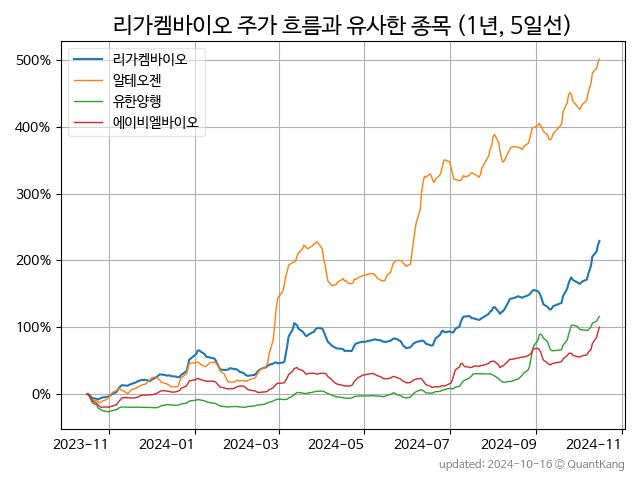 리가켐바이오 주가 흐름과 유사한 종목 (1년, 5일선)
리가켐바이오
알테오젠
유한양행
에이비엘바이오
500%
400%
300%
200%
100%
0%
2023-11 2024-01 2024-03 2024-05 2024-07 2024-09 2024-11
updated: 2024-10-16 © QuantKang